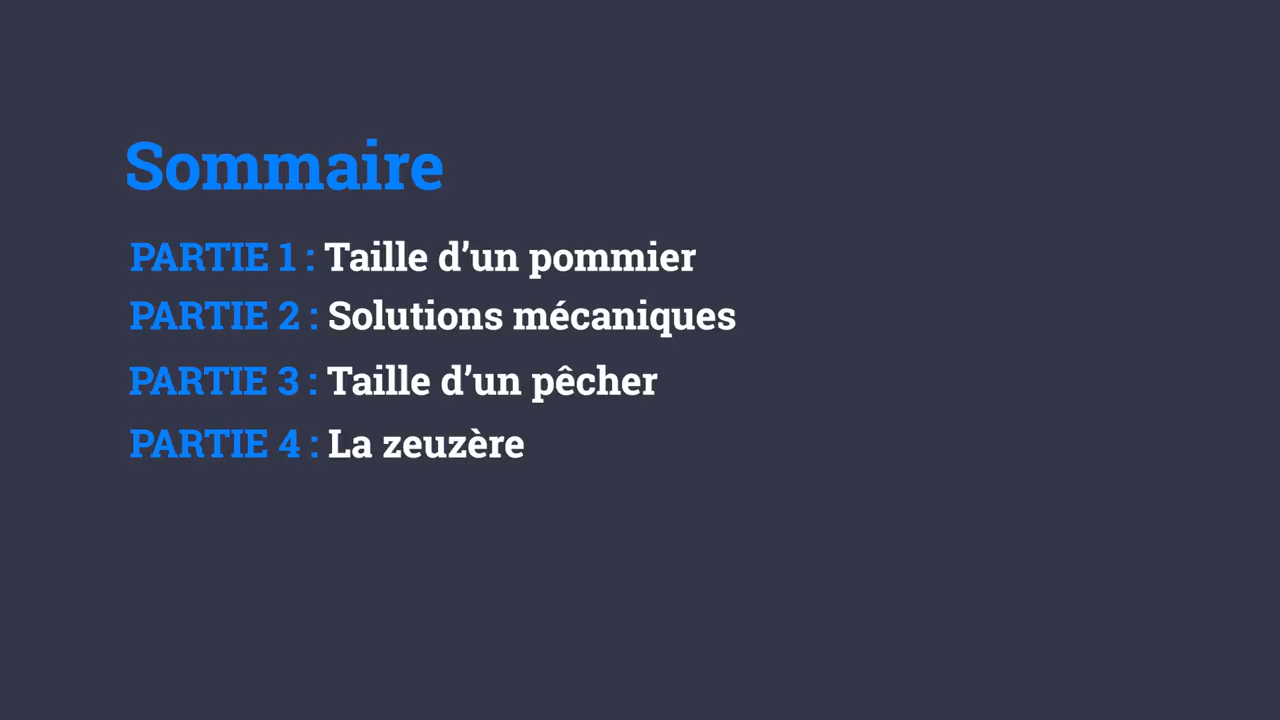 Sommaire
PARTIE 1 : Taille d’un pommier
PARTIE 2 : Solutions mécaniques
PARTIE 3 : Taille d’un pêcher
PARTIE 4 : La zeuzère